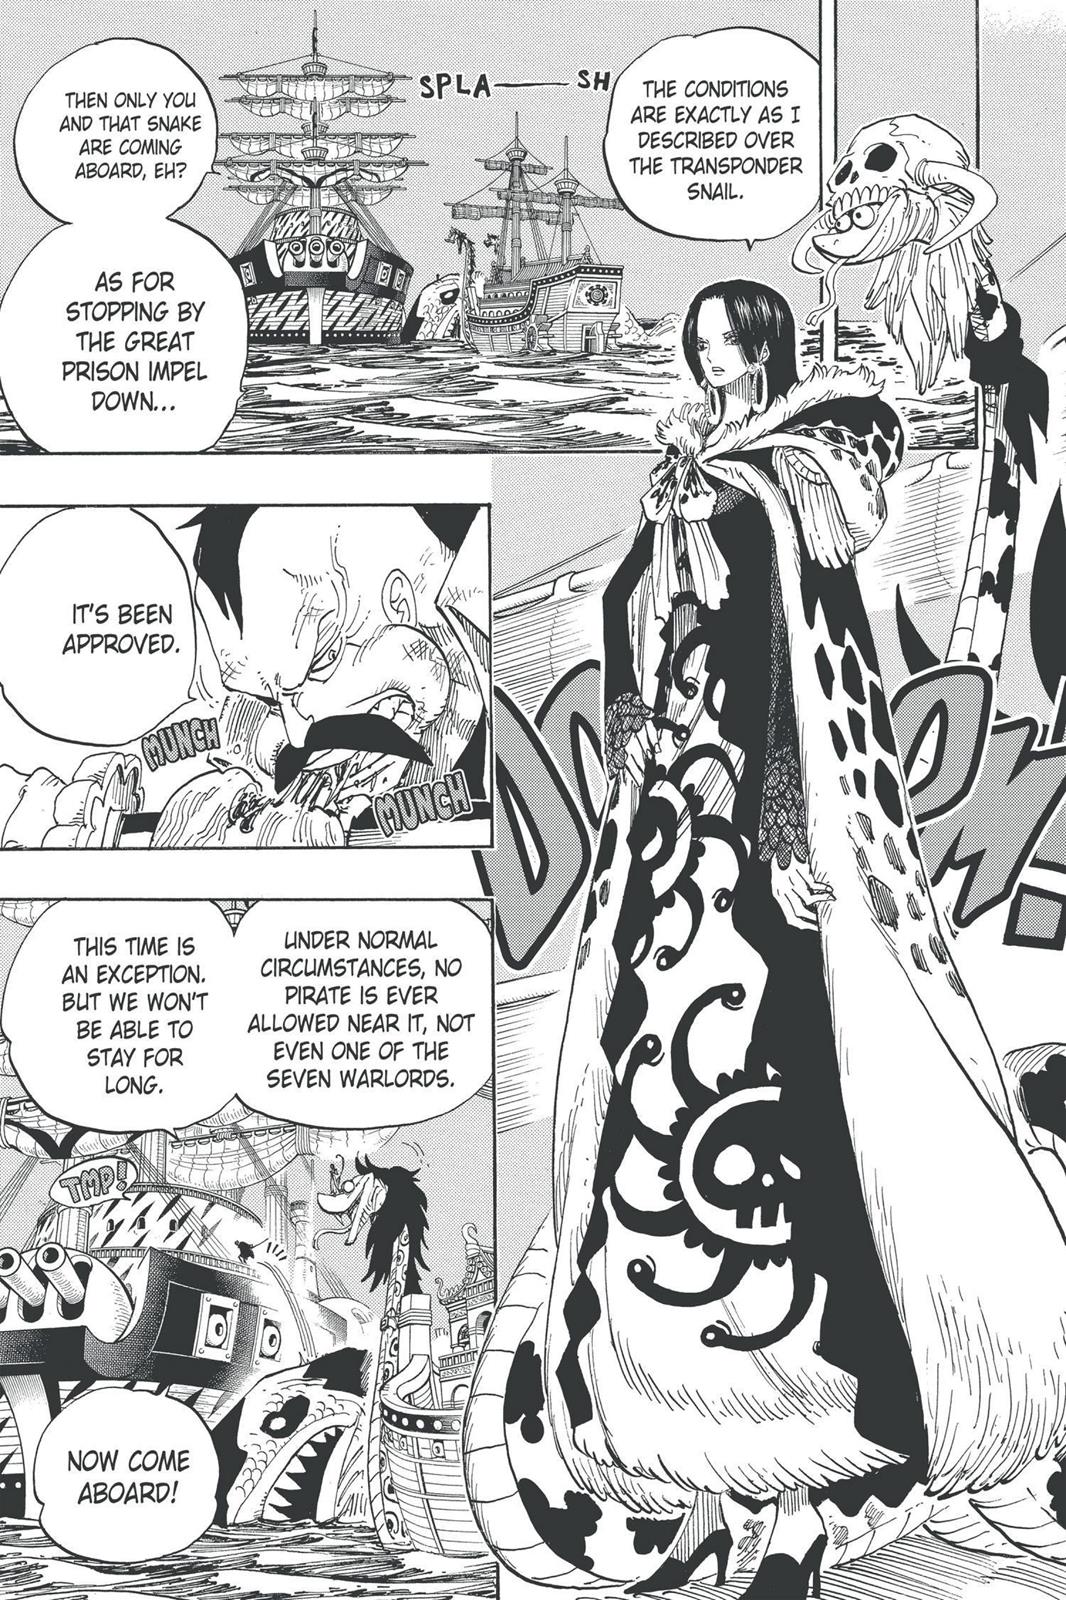 THE CONDITIONS
ARE EXACTLY AS I
DESCRIBED OVER
THE TRANSPONDER
SNAIL.
SPLA——SH
THEN ONLY YOU
AND THAT SNAKE
ARE COMING
ABOARD, EH?
AS FOR
STOPPING BY
THE GREAT
PRISON IMPEL
DOWN...
DOOM!
IT'S BEEN
APPROVED.
MUNCH
MUNCH
UNDER NORMAL
CIRCUMSTANCES, NO
PIRATE IS EVER
ALLOWED NEAR IT, NOT
EVEN ONE OF THE
SEVEN WARLORDS.
THIS TIME IS
AN EXCEPTION.
BUT WE WON'T
BE ABLE TO
STAY FOR
LONG.
TMP!
NOW COME
ABOARD!